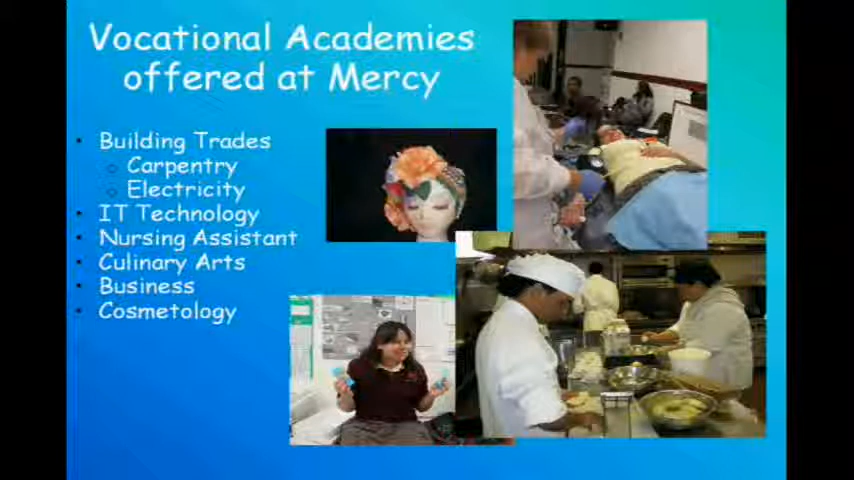 Vocational Academies
offered at Mercy
• Building Trades
○ Carpentry
○ Electricity
• IT Technology
• Nursing Assistant
• Culinary Arts
• Business
• Cosmetology